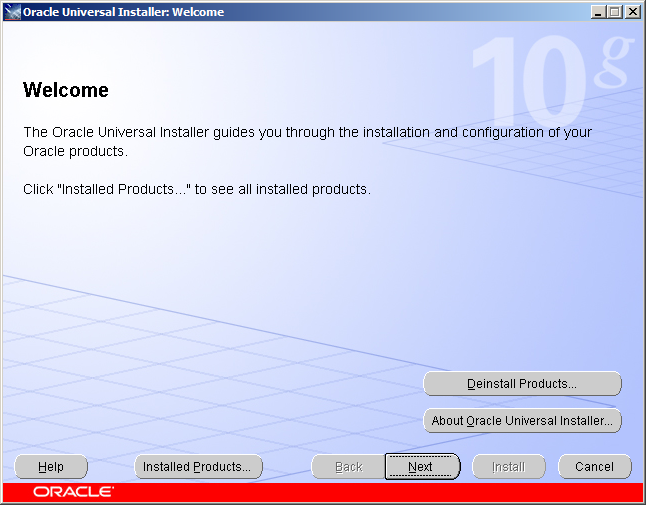 Oracle Universal Installer: Welcome
10g
Welcome
The Oracle Universal Installer guides you through the installation and configuration of your
Oracle products.
Click "Installed Products..." to see all installed products.
Deinstall Products...
About Oracle Universal Installer...
Help
Installed Products...
Back
Next
Install
Cancel
ORACLE